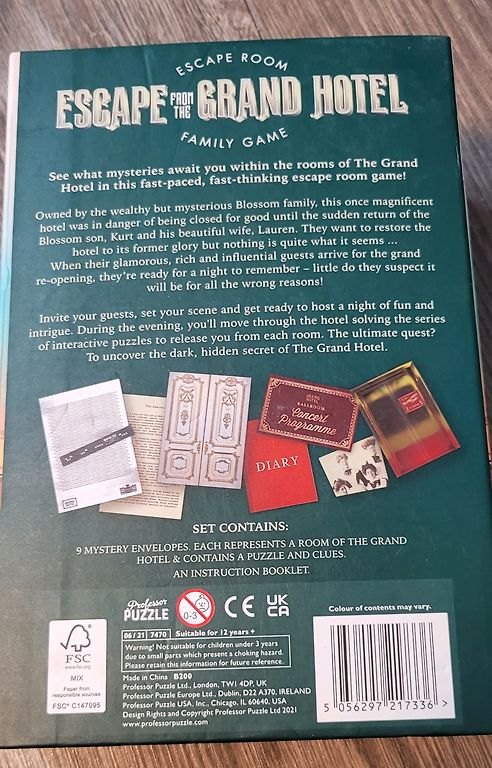 ESCAPE ROOM
ESCAPE FROM THE GRAND HOTEL
FAMILY GAME
See what mysteries await you within the rooms of The Grand
Hotel in this fast-paced, fast-thinking escape room game!
Owned by the wealthy but mysterious Blossom family, this once magnificent
hotel was in danger of being closed for good until the sudden return of the
Blossom son, Kurt and his beautiful wife, Lauren. They want to restore the
hotel to its former glory but nothing is quite what it seems ...
When their glamorous, rich and influential guests arrive for the grand
re-opening, they're ready for a night to remember – little do they suspect it
will be for all the wrong reasons!
Invite your guests, set your scene and get ready to host a night of fun and
intrigue. During the evening, you'll move through the hotel solving the series
of interactive puzzles to release you from each room. The ultimate quest?
To uncover the dark, hidden secret of The Grand Hotel.
GRAND
HOTEL
BALLROOM
Concert
Programme
DIARY
SET CONTAINS:
9 MYSTERY ENVELOPES. EACH REPRESENTS A ROOM OF THE GRAND
HOTEL & CONTAINS A PUZZLE AND CLUES.
AN INSTRUCTION BOOKLET.
Professor
PUZZLE
0-3
CE
UK
CA
Colour of contents may vary.
06/21 7470 Suitable for 12 years +
Warning! Not suitable for children under 3 years
due to small parts which present a choking hazard.
Please retain this information for future reference.
FSC
www.fsc.org
MIX
Paper from
responsible sources
FSC® C147095
Made in China B200
Professor Puzzle Ltd., London, TW1 4DP, UK
Professor Puzzle Europe Ltd., Dublin, D22 A370, IRELAND
Professor Puzzle USA, Inc., Chicago, IL 60640, USA
Design Rights and Copyright Professor Puzzle Ltd 2021
www.professorpuzzle.com
5 056297 217336 >